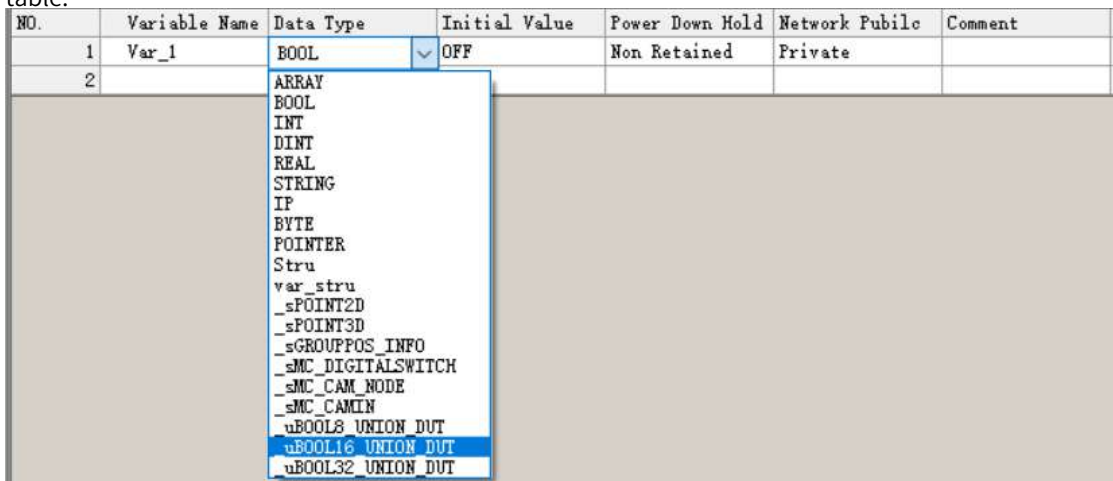 table.
NO. Variable Name Data Type Initial Value Power Down Hold Network Pubilc Comment
1 Var_1 BOOL OFF Non Retained Private
2
ARRAY
BOOL
INT
DINT
REAL
STRING
IP
BYTE
POINTER
Stru
var_stru
_sPOINT2D
_sPOINT3D
_sGROUPPOS_INFO
_sMC_DIGITALSWITCH
_sMC_CAM_NODE
_sMC_CAMIN
_uBOOL8_UNION_DUT
_uBOOL16_UNION_DUT
_uBOOL32_UNION_DUT